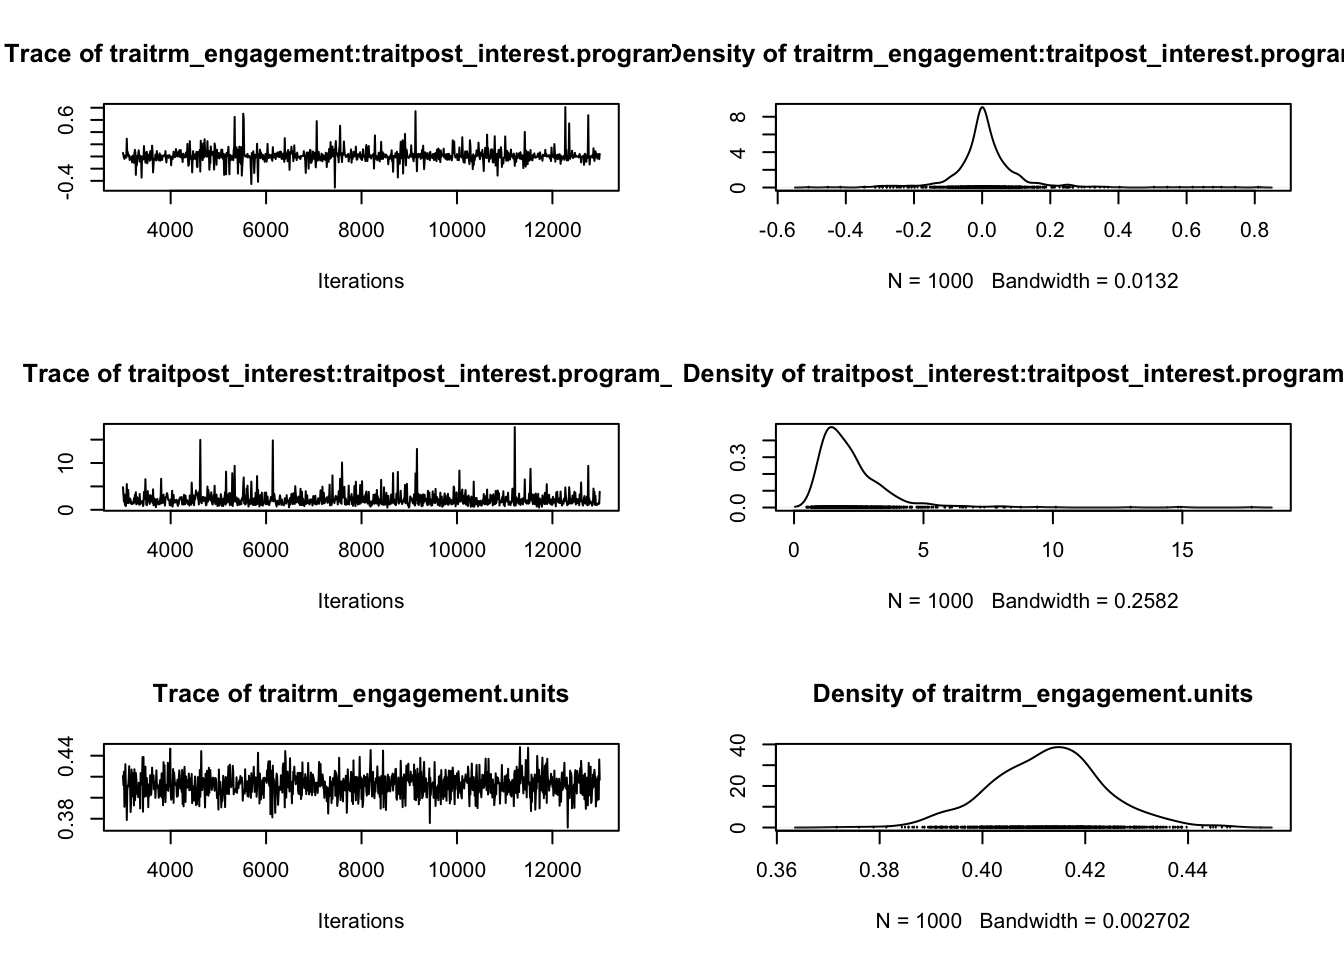 Trace of traitrm_engagement:traitpost_interest.program
Density of traitrm_engagement:traitpost_interest.progra
0.6
-0.4
4000 6000 8000 10000 12000
Iterations
8
4
0
-0.6 -0.4 -0.2 0.0 0.2 0.4 0.6 0.8
N = 1000 Bandwidth = 0.0132
Trace of traitpost_interest:traitpost_interest.program_
Density of traitpost_interest:traitpost_interest.program
10
0
4000 6000 8000 10000 12000
Iterations
0.3
0.0
0 5 10 15
N = 1000 Bandwidth = 0.2582
Trace of traitrm_engagement.units
Density of traitrm_engagement.units
0.44
0.38
4000 6000 8000 10000 12000
Iterations
40
20
0
0.36 0.38 0.40 0.42 0.44
N = 1000 Bandwidth = 0.002702